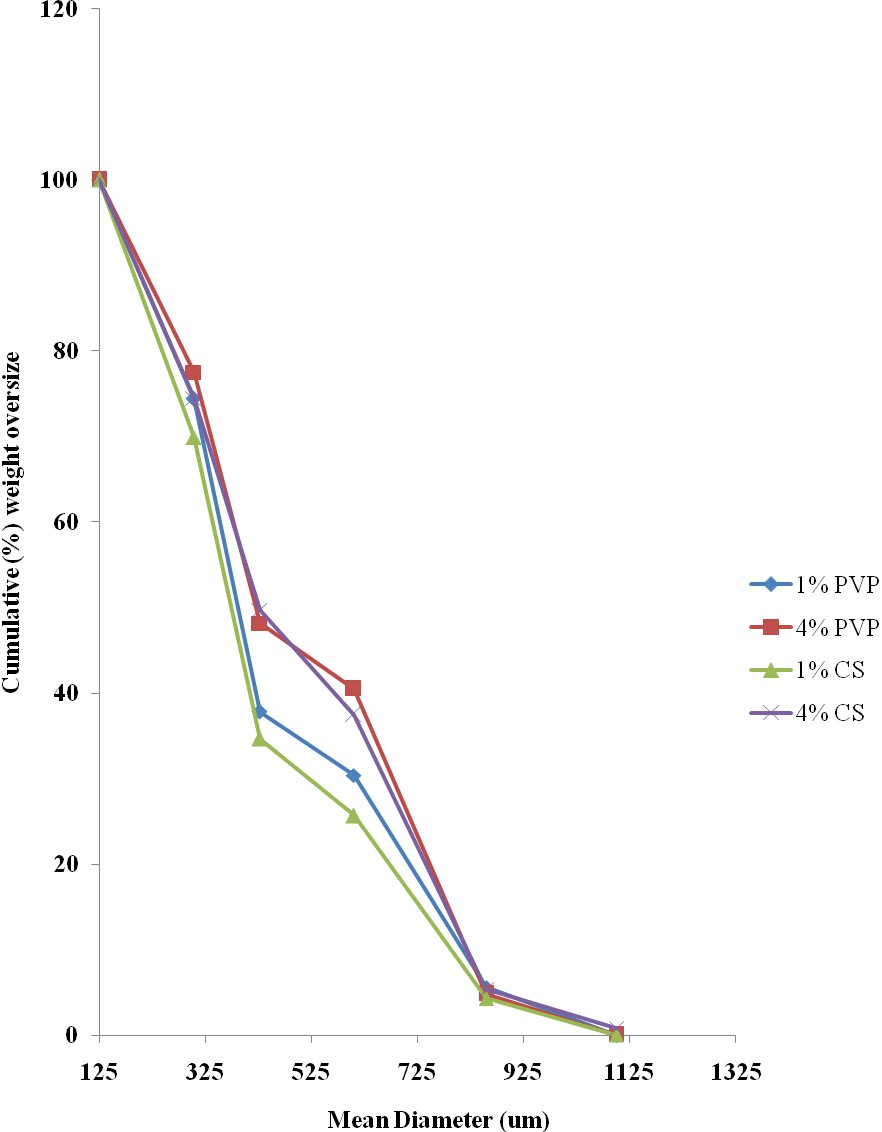 120
100
80
60
40
20
0
Cumulative (%) weight oversize
125 325 525 725 925 1125 1325
Mean Diameter (um)
1% PVP
4% PVP
1% CS
4% CS